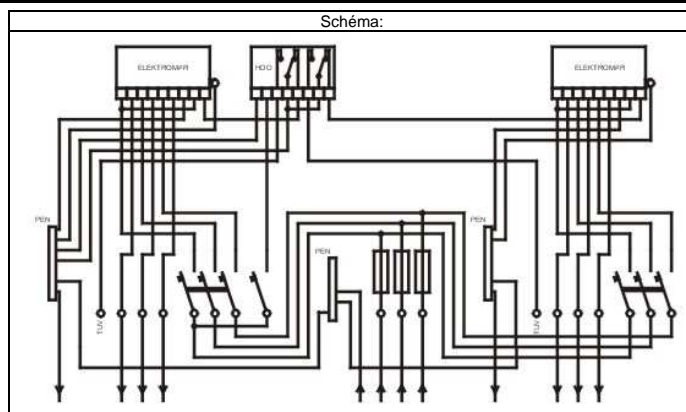 Schéma:
ELEKTROMĚR
HDO
ELEKTROMĚR
PEN
PEN
PEN
TUV
TUV